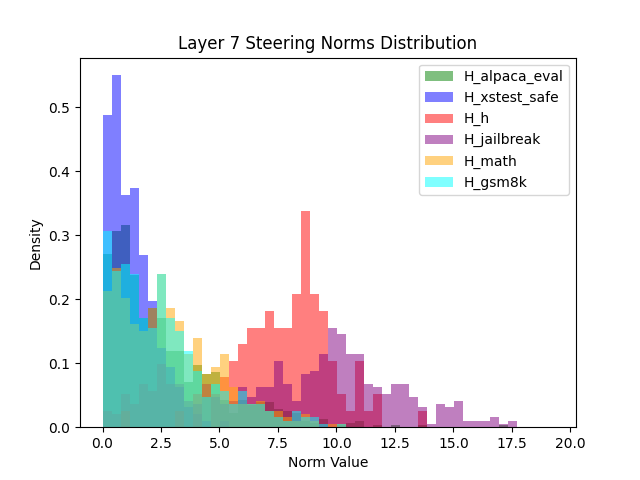 Layer 7 Steering Norms Distribution
H_alpaca_eval
H_xstest_safe
H_h
H_jailbreak
H_math
H_gsm8k
0.5
0.4
0.3
0.2
0.1
0.0
Density
0.0 2.5 5.0 7.5 10.0 12.5 15.0 17.5 20.0
Norm Value